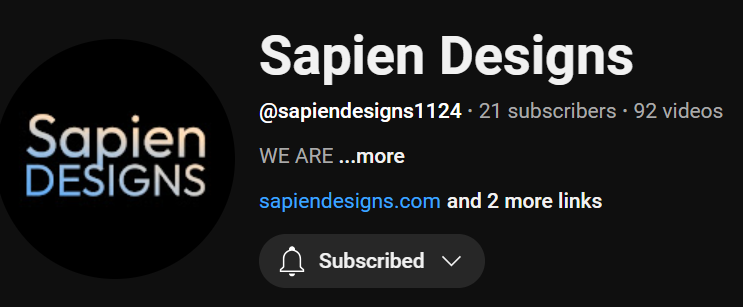 Sapien
DESIGNS
Sapien Designs
@sapiendesigns1124 · 21 subscribers · 92 videos
WE ARE ...more
sapiendesigns.com and 2 more links
Subscribed